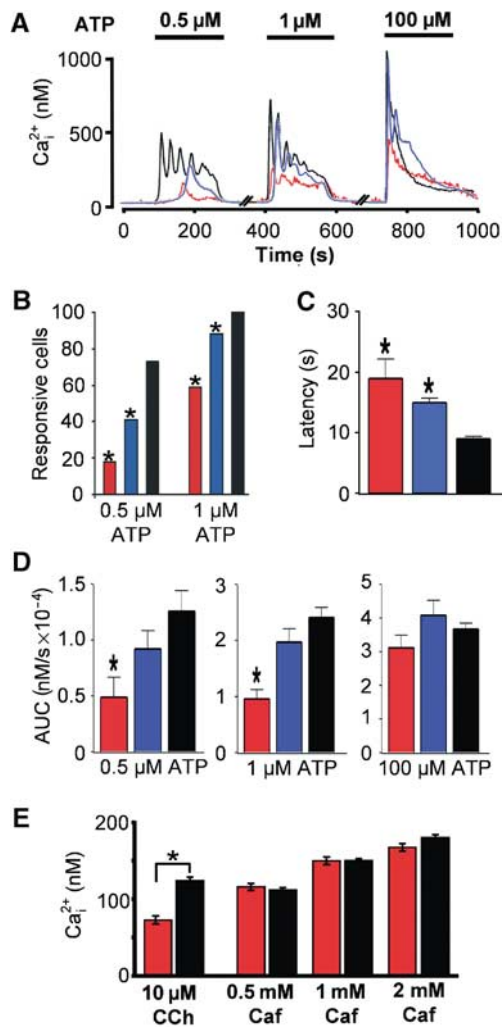 A
ATP
0.5 µM
1 µM
100 µM
Ca²⁺ᵢ (nM)
1000
500
0
0 200 400 600 800 1000
Time (s)
B
Responsive cells
100
80
60
40
20
0
* * * *
0.5 µM ATP
1 µM ATP
C
Latency (s)
30
20
10
0
* *
D
AUC (nM/s×10⁻⁴)
1.5
1.0
0.5
0
*
0.5 µM ATP
3
2
1
0
*
1 µM ATP
5
4
3
2
1
0
100 µM ATP
E
Ca²⁺ᵢ (nM)
200
100
0
*
10 µM CCh
0.5 mM Caf
1 mM Caf
2 mM Caf